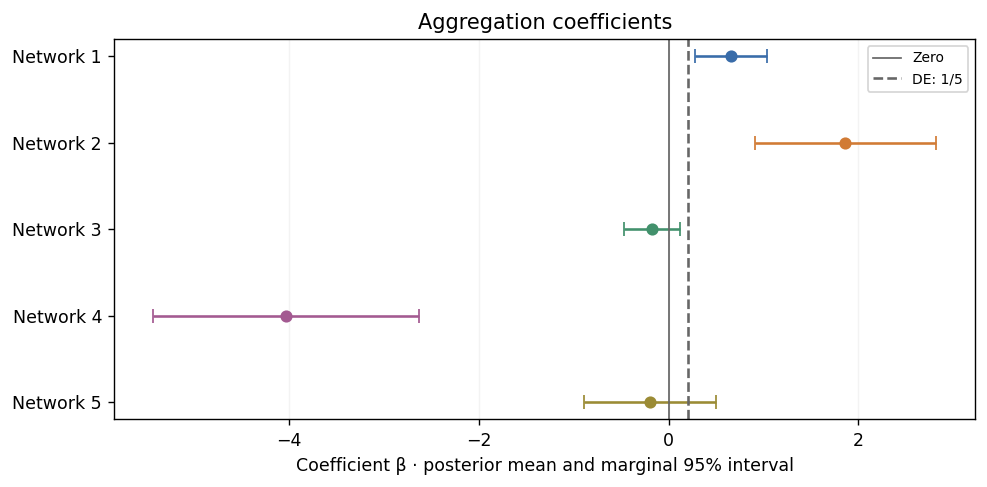 Aggregation coefficients
Network 1
Network 2
Network 3
Network 4
Network 5
Zero
DE: 1/5
−4
−2
0
2
Coefficient β · posterior mean and marginal 95% interval